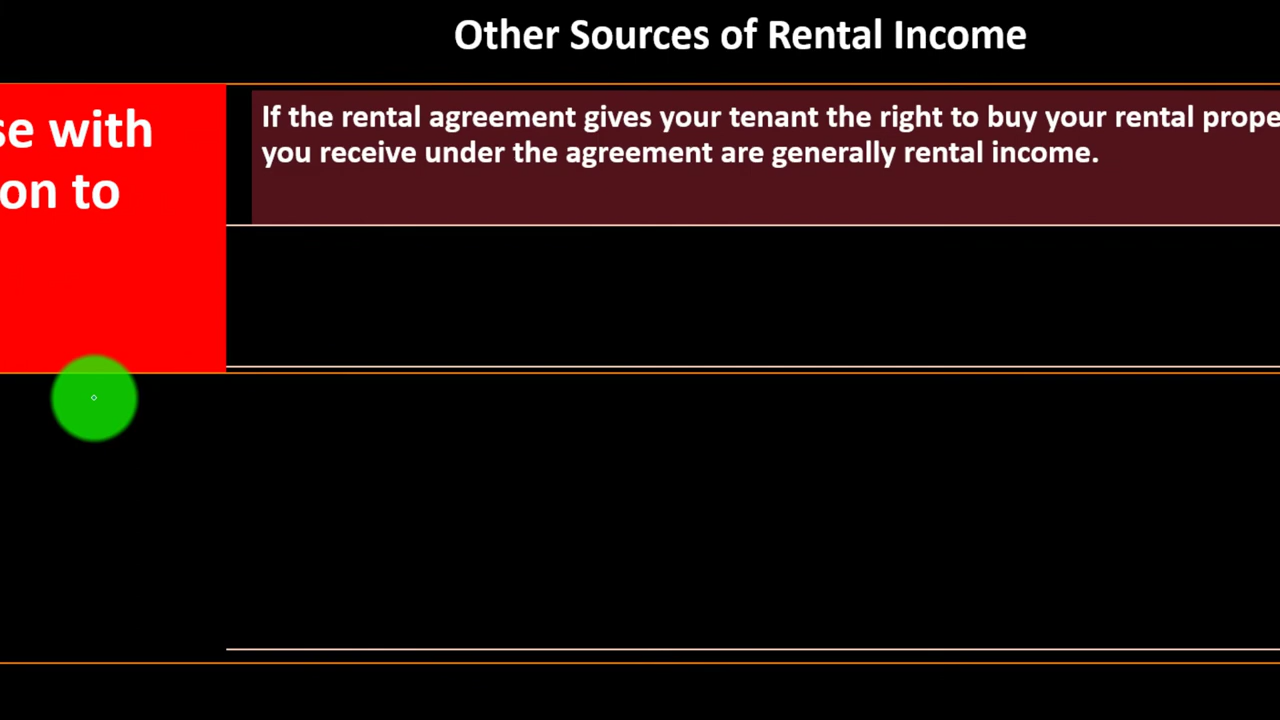 Other Sources of Rental Income
se with
on to
If the rental agreement gives your tenant the right to buy your rental prope
you receive under the agreement are generally rental income.